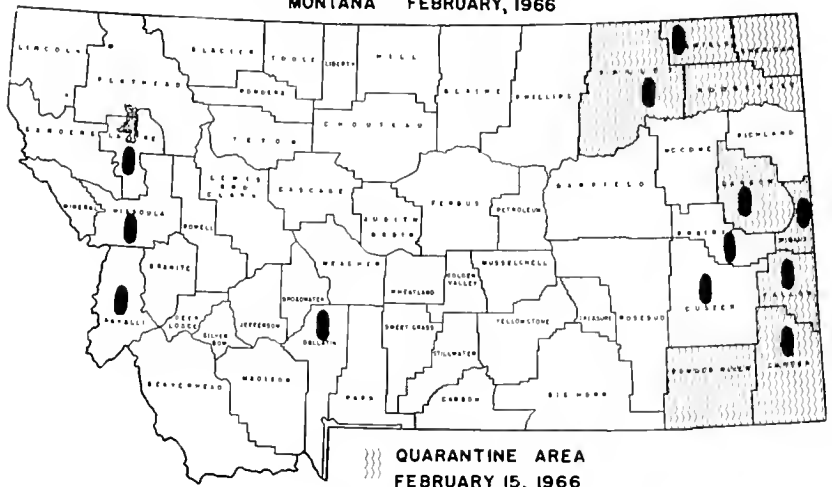 MONTANA FEBRUARY, 1966
LINCOLN
FLATHEAD
GLACIER
TOOLE
LIBERTY
HILL
BLAINE
PHILLIPS
SHERIDAN
ROOSEVELT
PONDERA
SANDERS
LAKE
TETON
CHOUTEAU
RICHLAND
MCCONE
DAWSON
LEWIS
AND
CLARK
CASCADE
FERGUS
PETROLEUM
GARFIELD
MINERAL
MISSOULA
POWELL
JUDITH
BASIN
PRAIRIE
GRANITE
MEAGHER
WHEATLAND
GOLDEN
VALLEY
MUSSELSHELL
BROADWATER
RAVALLI
DEER
LODGE
SILVER
BOW
JEFFERSON
GALLATIN
SWEET GRASS
YELLOWSTONE
TREASURE
ROSEBUD
CUSTER
FALLON
STILLWATER
BEAVERHEAD
MADISON
PARK
CARBON
BIG HORN
POWDER RIVER
CARTER
QUARANTINE AREA
FEBRUARY 15, 1966